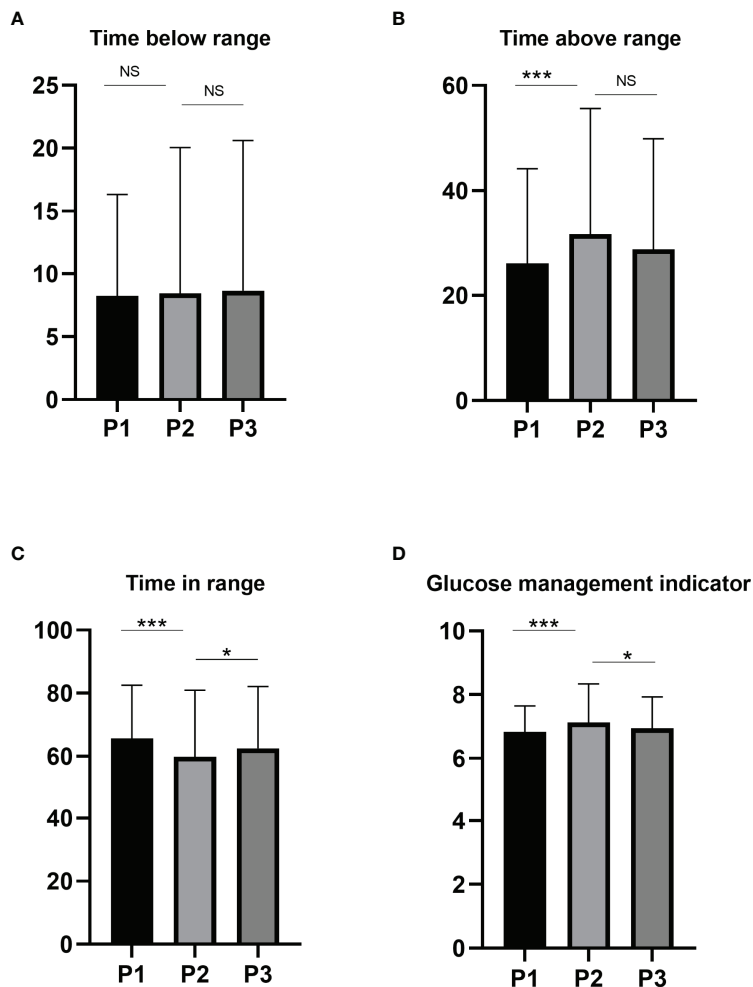 A
Time below range
NS
NS
25
20
15
10
5
0
P1 P2 P3
B
Time above range
***
NS
60
40
20
0
P1 P2 P3
C
Time in range
***
*
100
80
60
40
20
0
P1 P2 P3
D
Glucose management indicator
***
*
10
8
6
4
2
0
P1 P2 P3